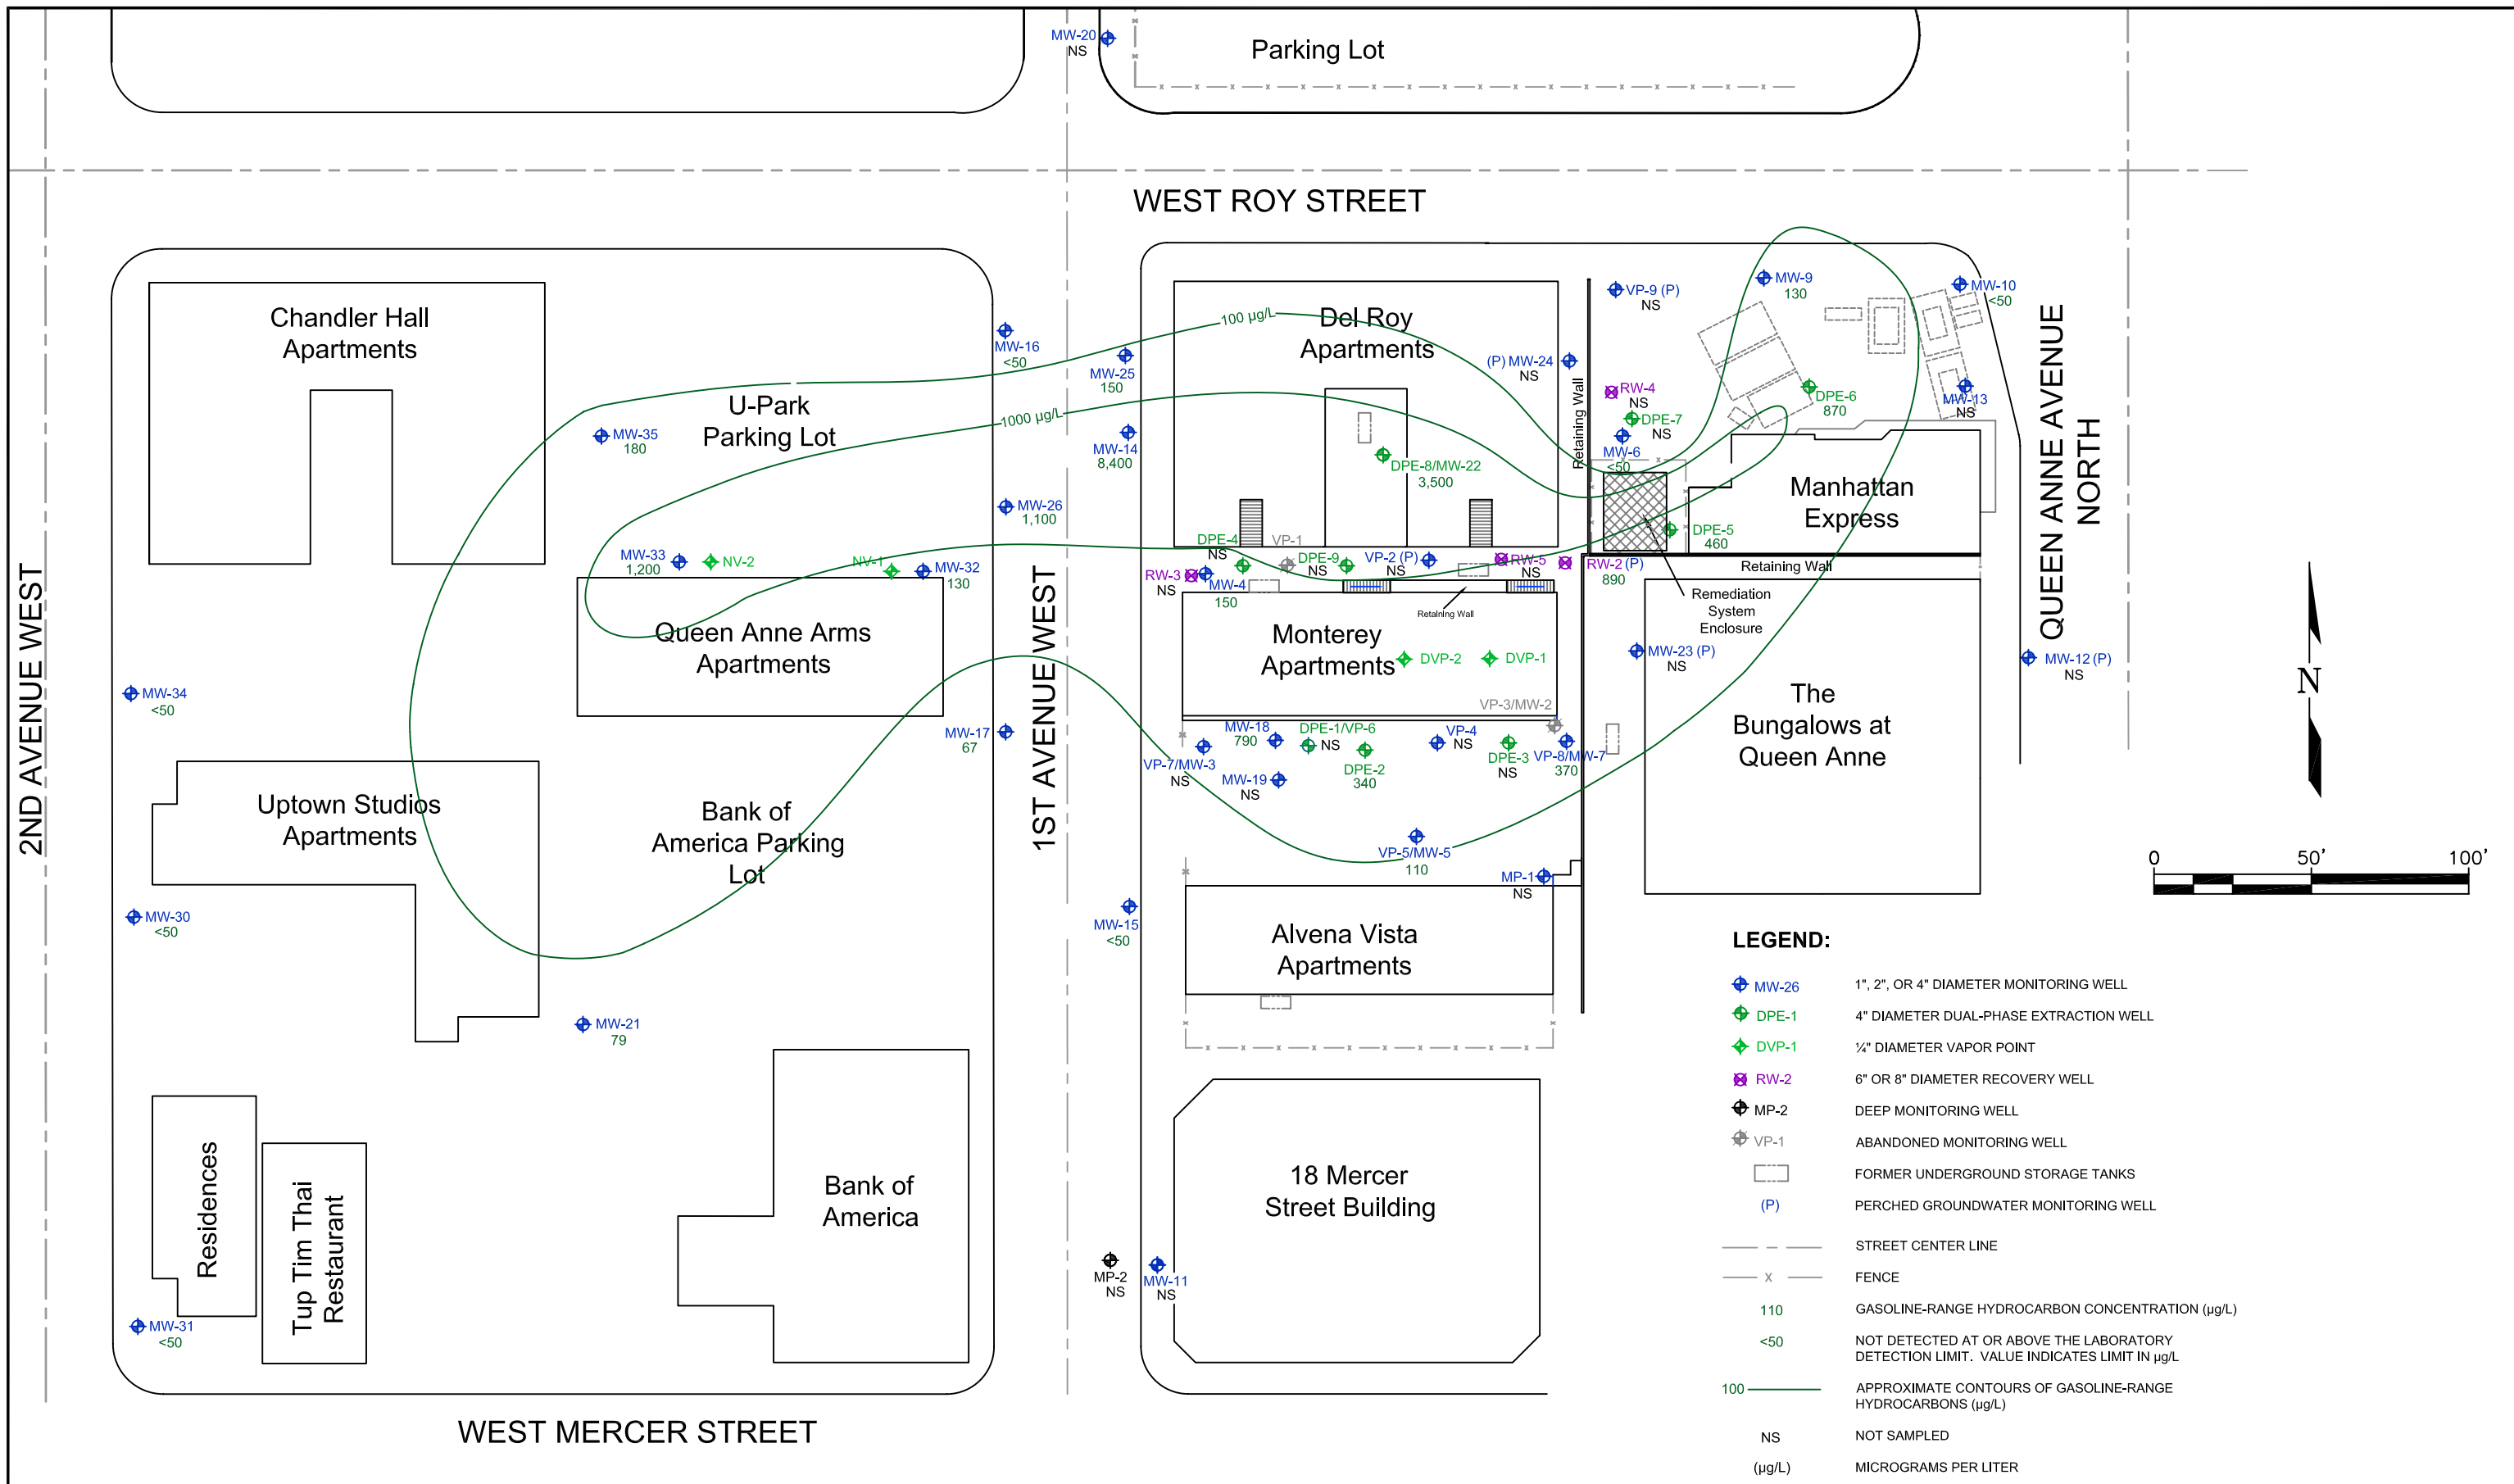 MW-20
NS
Parking Lot
WEST ROY STREET
Chandler Hall
Apartments
MW-16
<50
MW-25
150
100 µg/L
Del Roy
Apartments
VP-9 (P)
NS
MW-9
130
MW-10
<50
(P) MW-24
NS
Retaining Wall
RW-4
NS
DPE-7
NS
MW-6
<50
DPE-6
870
MW-13
NS
U-Park
Parking Lot
MW-35
180
1000 µg/L
MW-14
8,400
DPE-8/MW-22
3,500
MW-26
1,100
Manhattan
Express
DPE-5
460
QUEEN ANNE AVENUE
NORTH
MW-33
1,200
NV-2
NV-1
MW-32
130
DPE-4
NS
VP-1
DPE-9
NS
VP-2 (P)
NS
RW-5
NS
RW-2 (P)
890
RW-3
NS
MW-4
150
Retaining Wall
Remediation
System
Enclosure
Retaining Wall
Queen Anne Arms
Apartments
Monterey
Apartments
DVP-2
DVP-1
MW-23 (P)
NS
MW-12 (P)
NS
The
Bungalows at
Queen Anne
2ND AVENUE WEST
1ST AVENUE WEST
MW-34
<50
MW-17
67
VP-3/MW-2
MW-18
790
DPE-1/VP-6
NS
VP-4
NS
VP-7/MW-3
NS
MW-19
NS
DPE-2
340
DPE-3
NS
VP-8/MW-7
370
Uptown Studios
Apartments
Bank of
America Parking
Lot
VP-5/MW-5
110
MP-1
NS
MW-30
<50
MW-15
<50
Alvena Vista
Apartments
MW-21
79
Residences
Tup Tim Thai
Restaurant
Bank of
America
18 Mercer
Street Building
MP-2
NS
MW-11
NS
MW-31
<50
WEST MERCER STREET
N
0 50' 100'
LEGEND:
MW-26 1", 2", OR 4" DIAMETER MONITORING WELL
DPE-1 4" DIAMETER DUAL-PHASE EXTRACTION WELL
DVP-1 ¼" DIAMETER VAPOR POINT
RW-2 6" OR 8" DIAMETER RECOVERY WELL
MP-2 DEEP MONITORING WELL
VP-1 ABANDONED MONITORING WELL
FORMER UNDERGROUND STORAGE TANKS
(P) PERCHED GROUNDWATER MONITORING WELL
STREET CENTER LINE
X FENCE
110 GASOLINE-RANGE HYDROCARBON CONCENTRATION (µg/L)
<50 NOT DETECTED AT OR ABOVE THE LABORATORY
DETECTION LIMIT. VALUE INDICATES LIMIT IN µg/L
100 APPROXIMATE CONTOURS OF GASOLINE-RANGE
HYDROCARBONS (µg/L)
NS NOT SAMPLED
(µg/L) MICROGRAMS PER LITER